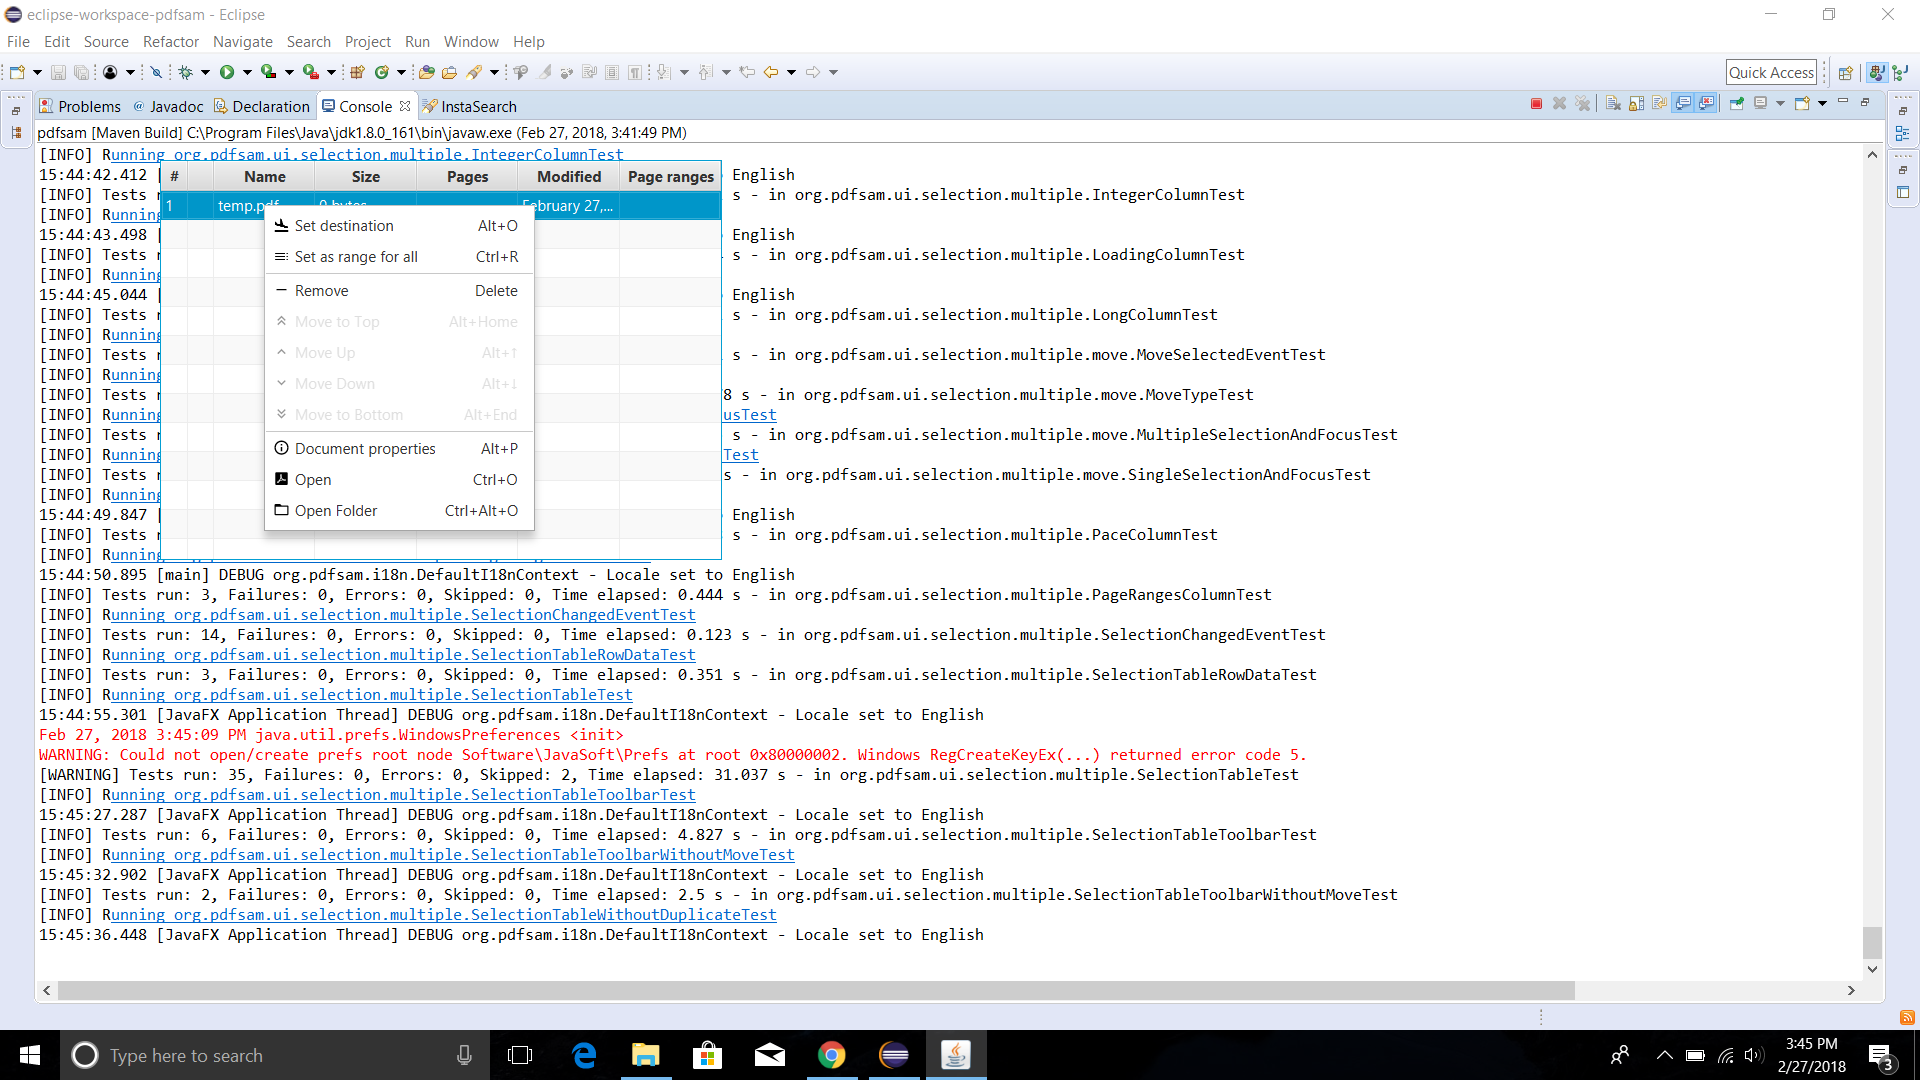 eclipse-workspace-pdfsam - Eclipse
File Edit Source Refactor Navigate Search Project Run Window Help
Quick Access
Problems @ Javadoc Declaration Console InstaSearch
pdfsam [Maven Build] C:\Program Files\Java\jdk1.8.0_161\bin\javaw.exe (Feb 27, 2018, 3:41:49 PM)
[INFO] Running org.pdfsam.ui.selection.multiple.IntegerColumnTest
15:44:42.412 [ English
[INFO] Tests r s - in org.pdfsam.ui.selection.multiple.IntegerColumnTest
[INFO] Running
15:44:43.498 [ English
[INFO] Tests r s - in org.pdfsam.ui.selection.multiple.LoadingColumnTest
[INFO] Running
15:44:45.044 [ English
[INFO] Tests r s - in org.pdfsam.ui.selection.multiple.LongColumnTest
[INFO] Running
[INFO] Tests r s - in org.pdfsam.ui.selection.multiple.move.MoveSelectedEventTest
[INFO] Running
[INFO] Tests r 8 s - in org.pdfsam.ui.selection.multiple.move.MoveTypeTest
[INFO] Running usTest
[INFO] Tests r s - in org.pdfsam.ui.selection.multiple.move.MultipleSelectionAndFocusTest
[INFO] Running Test
[INFO] Tests r s - in org.pdfsam.ui.selection.multiple.move.SingleSelectionAndFocusTest
[INFO] Running
15:44:49.847 [ English
[INFO] Tests r s - in org.pdfsam.ui.selection.multiple.PaceColumnTest
[INFO] Running
# Name Size Pages Modified Page ranges
1 temp.pdf 0 bytes February 27,...
Set destination Alt+O
Set as range for all Ctrl+R
Remove Delete
Move to Top Alt+Home
Move Up Alt+↑
Move Down Alt+↓
Move to Bottom Alt+End
Document properties Alt+P
Open Ctrl+O
Open Folder Ctrl+Alt+O
15:44:50.895 [main] DEBUG org.pdfsam.i18n.DefaultI18nContext - Locale set to English
[INFO] Tests run: 3, Failures: 0, Errors: 0, Skipped: 0, Time elapsed: 0.444 s - in org.pdfsam.ui.selection.multiple.PageRangesColumnTest
[INFO] Running org.pdfsam.ui.selection.multiple.SelectionChangedEventTest
[INFO] Tests run: 14, Failures: 0, Errors: 0, Skipped: 0, Time elapsed: 0.123 s - in org.pdfsam.ui.selection.multiple.SelectionChangedEventTest
[INFO] Running org.pdfsam.ui.selection.multiple.SelectionTableRowDataTest
[INFO] Tests run: 3, Failures: 0, Errors: 0, Skipped: 0, Time elapsed: 0.351 s - in org.pdfsam.ui.selection.multiple.SelectionTableRowDataTest
[INFO] Running org.pdfsam.ui.selection.multiple.SelectionTableTest
15:44:55.301 [JavaFX Application Thread] DEBUG org.pdfsam.i18n.DefaultI18nContext - Locale set to English
Feb 27, 2018 3:45:09 PM java.util.prefs.WindowsPreferences <init>
WARNING: Could not open/create prefs root node Software\JavaSoft\Prefs at root 0x80000002. Windows RegCreateKeyEx(...) returned error code 5.
[WARNING] Tests run: 35, Failures: 0, Errors: 0, Skipped: 2, Time elapsed: 31.037 s - in org.pdfsam.ui.selection.multiple.SelectionTableTest
[INFO] Running org.pdfsam.ui.selection.multiple.SelectionTableToolbarTest
15:45:27.287 [JavaFX Application Thread] DEBUG org.pdfsam.i18n.DefaultI18nContext - Locale set to English
[INFO] Tests run: 6, Failures: 0, Errors: 0, Skipped: 0, Time elapsed: 4.827 s - in org.pdfsam.ui.selection.multiple.SelectionTableToolbarTest
[INFO] Running org.pdfsam.ui.selection.multiple.SelectionTableToolbarWithoutMoveTest
15:45:32.902 [JavaFX Application Thread] DEBUG org.pdfsam.i18n.DefaultI18nContext - Locale set to English
[INFO] Tests run: 2, Failures: 0, Errors: 0, Skipped: 0, Time elapsed: 2.5 s - in org.pdfsam.ui.selection.multiple.SelectionTableToolbarWithoutMoveTest
[INFO] Running org.pdfsam.ui.selection.multiple.SelectionTableWithoutDuplicateTest
15:45:36.448 [JavaFX Application Thread] DEBUG org.pdfsam.i18n.DefaultI18nContext - Locale set to English
Type here to search
3:45 PM
2/27/2018
3